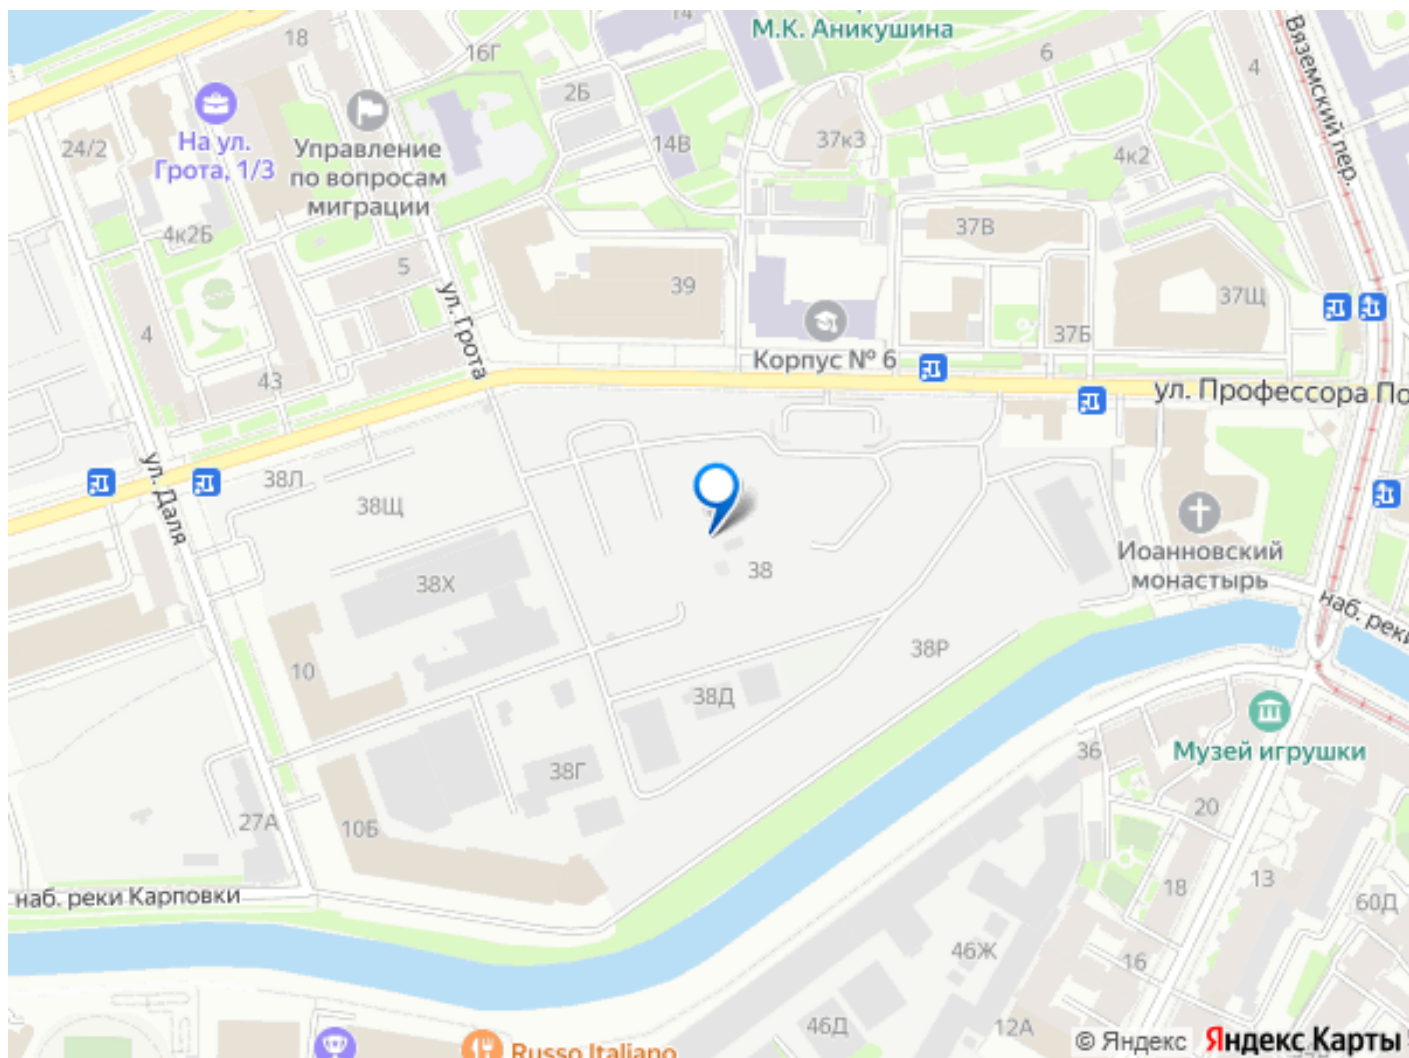 М.К. Аникушина
18
16Г
14
6
4
2Б
Вяземский пер.
24/2
На ул.
Грота, 1/3
Управление
по вопросам
миграции
14В
37к3
4к2
4к2Б
37В
5
39
37Щ
ул. Грота
4
37Б
43
Корпус № 6
ул. Профессора По
ул. Даля
38Л
38Щ
38Х
38
Иоанновский
монастырь
наб. реки
10
38Р
38Д
Музей игрушки
36
38Г
20
27А
10Б
13
18
60Д
наб. реки Карповки
46Ж
16
46Д
12А
Russo Italiano
© Яндекс Яндекс Карты